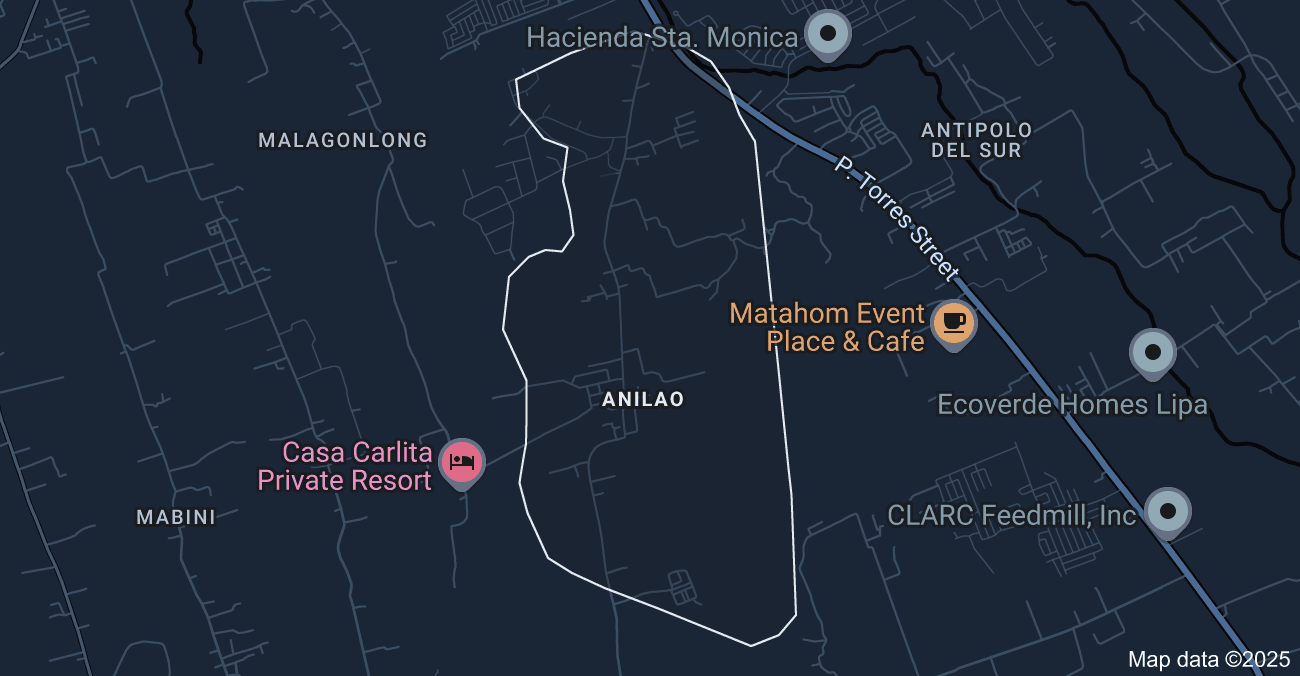 Hacienda Sta. Monica
MALAGONLONG
ANTIPOLO
DEL SUR
P. Torres Street
Matahom Event
Place & Cafe
ANILAO
Ecoverde Homes Lipa
Casa Carlita
Private Resort
MABINI
CLARC Feedmill, Inc
Map data ©2025